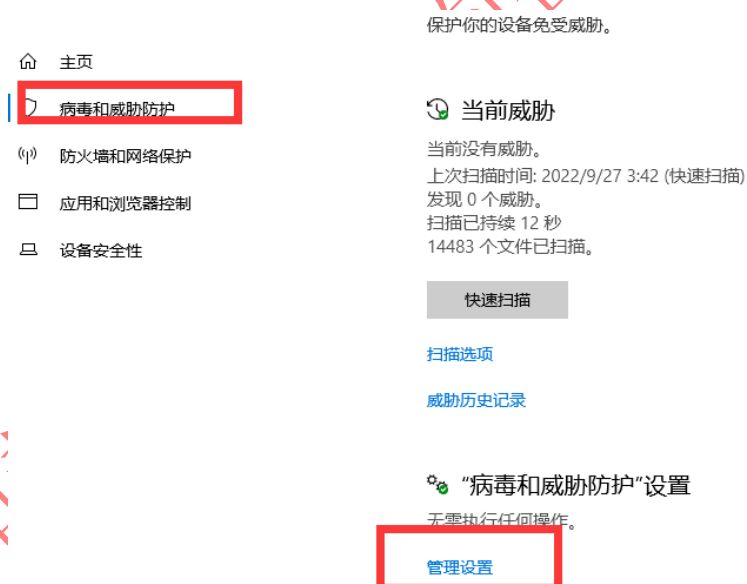 保护你的设备免受威胁。
主页
病毒和威胁防护
防火墙和网络保护
应用和浏览器控制
设备安全性
当前威胁
当前没有威胁。
上次扫描时间: 2022/9/27 3:42 (快速扫描)
发现 0 个威胁。
扫描已持续 12 秒
14483 个文件已扫描。
快速扫描
扫描选项
威胁历史记录
“病毒和威胁防护”设置
无需执行任何操作。
管理设置